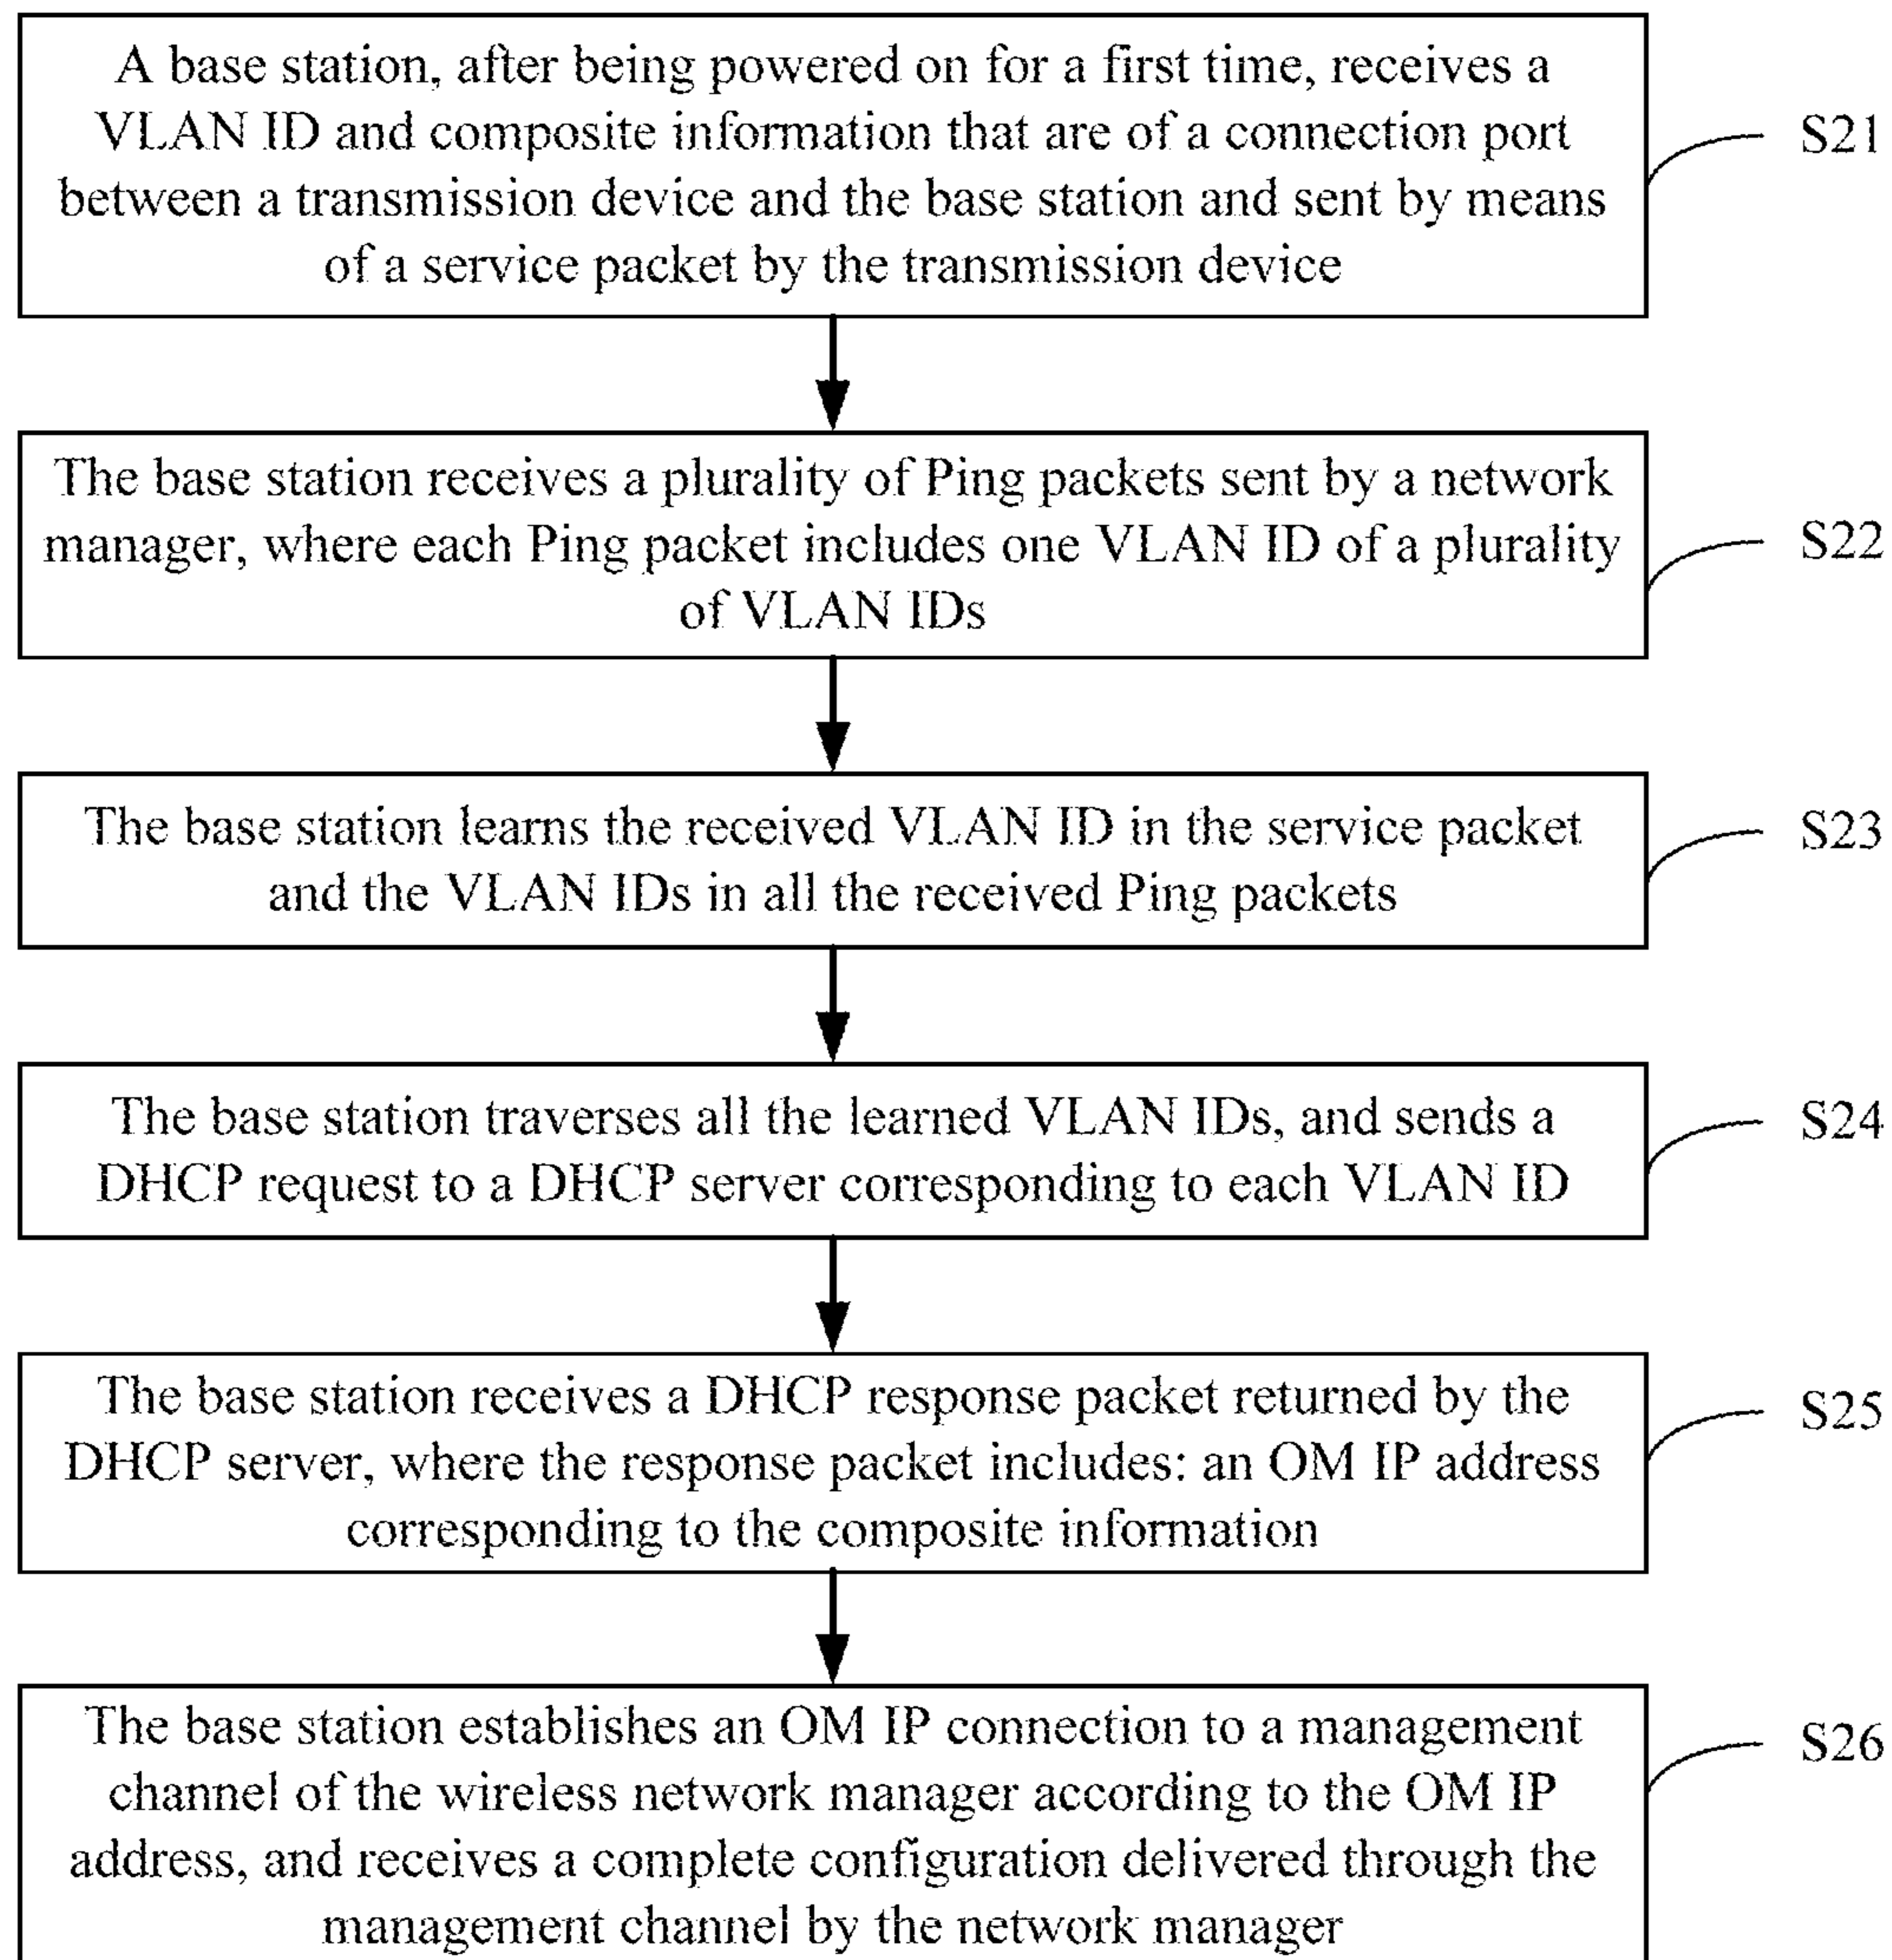 A base station, after being powered on for a first time, receives a
VLAN ID and composite information that are of a connection port
between a transmission device and the base station and sent by means
of a service packet by the transmission device
S21
The base station receives a plurality of Ping packets sent by a network
manager, where each Ping packet includes one VLAN ID of a plurality
of VLAN IDs
S22
The base station learns the received VLAN ID in the service packet
and the VLAN IDs in all the received Ping packets
S23
The base station traverses all the learned VLAN IDs, and sends a
DHCP request to a DHCP server corresponding to each VLAN ID
S24
The base station receives a DHCP response packet returned by the
DHCP server, where the response packet includes: an OM IP address
corresponding to the composite information
S25
The base station establishes an OM IP connection to a management
channel of the wireless network manager according to the OM IP
address, and receives a complete configuration delivered through the
management channel by the network manager
S26